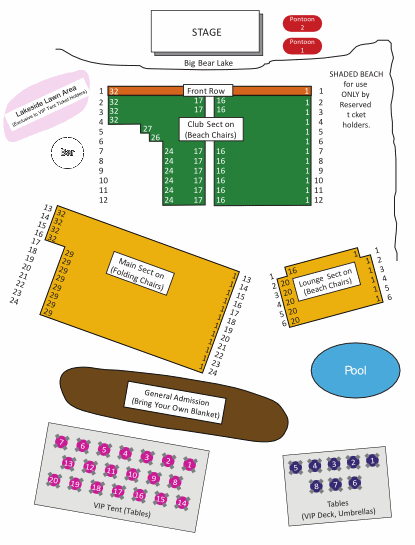 STAGE
Pontoon
2
Pontoon
1
Big Bear Lake
SHADED BEACH
for use
ONLY by
Reserved
t cket
holders.
Lakeside Lawn Area
(Exclusive to VIP Tent Ticket Holders)
Front Row
1 32 1 1
2 32 17 16 1 2
3 32 17 16 1 3
4 32 1 4
Club Sect on
(Beach Chairs)
5 27 1 5
6 26 1 6
7 24 17 16 1 7
8 24 17 16 1 8
9 24 17 16 1 9
10 24 17 16 1 10
11 24 17 16 1 11
12 24 17 16 1 12
Main Sect on
(Folding Chairs)
13 32 1 13
14 32 1 14
15 32 1 15
16 32 1 16
17 29 1 17
18 29 1 18
19 29 1 19
20 29 1 20
21 29 1 21
22 29 1 22
23 29 1 23
24 29 1 24
Lounge Sect on
(Beach Chairs)
1 16 1 1
2 20 1 2
3 20 1 3
4 20 1 4
5 20 1 5
6 20 1 6
Pool
General Admission
(Bring Your Own Blanket)
7 6 5 4 3 2 1
13 12 11 10 9 8
20 19 18 17 16 15 14
VIP Tent (Tables)
5 4 3 2 1
8 7 6
Tables
(VIP Deck, Umbrellas)